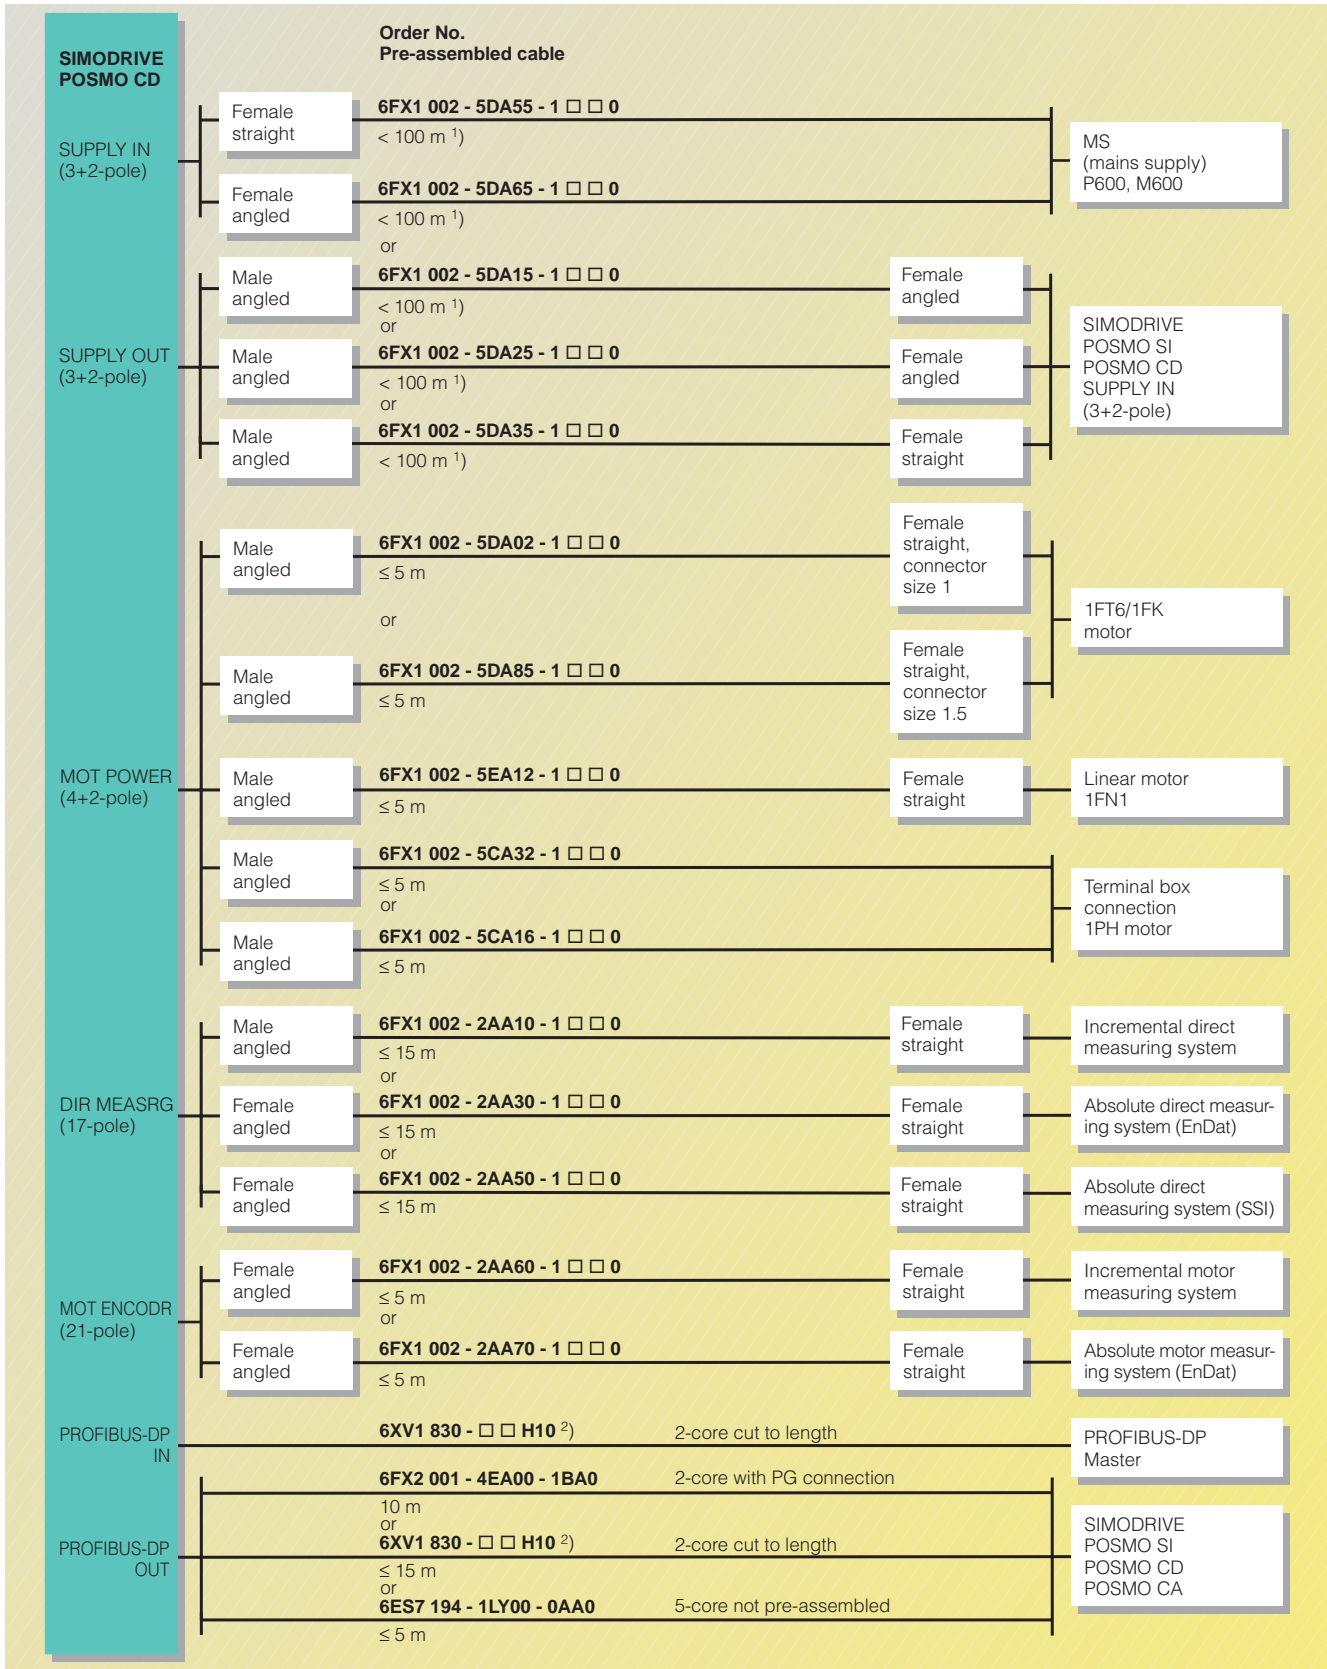 Order No.
Pre-assembled cable
SIMODRIVE
POSMO CD
SUPPLY IN
(3+2-pole)
Female
straight
6FX1 002 - 5DA55 - 1 □ □ 0
< 100 m 1)
Female
angled
6FX1 002 - 5DA65 - 1 □ □ 0
< 100 m 1)
or
MS
(mains supply)
P600, M600
SUPPLY OUT
(3+2-pole)
Male
angled
6FX1 002 - 5DA15 - 1 □ □ 0
< 100 m 1)
or
Female
angled
Male
angled
6FX1 002 - 5DA25 - 1 □ □ 0
< 100 m 1)
or
Female
angled
Male
angled
6FX1 002 - 5DA35 - 1 □ □ 0
< 100 m 1)
Female
straight
SIMODRIVE
POSMO SI
POSMO CD
SUPPLY IN
(3+2-pole)
MOT POWER
(4+2-pole)
Male
angled
6FX1 002 - 5DA02 - 1 □ □ 0
≤ 5 m
or
Female
straight,
connector
size 1
Male
angled
6FX1 002 - 5DA85 - 1 □ □ 0
≤ 5 m
Female
straight,
connector
size 1.5
1FT6/1FK
motor
Male
angled
6FX1 002 - 5EA12 - 1 □ □ 0
≤ 5 m
Female
straight
Linear motor
1FN1
Male
angled
6FX1 002 - 5CA32 - 1 □ □ 0
≤ 5 m
or
Male
angled
6FX1 002 - 5CA16 - 1 □ □ 0
≤ 5 m
Terminal box
connection
1PH motor
DIR MEASRG
(17-pole)
Male
angled
6FX1 002 - 2AA10 - 1 □ □ 0
≤ 15 m
or
Female
straight
Incremental direct
measuring system
Female
angled
6FX1 002 - 2AA30 - 1 □ □ 0
≤ 15 m
or
Female
straight
Absolute direct measur-
ing system (EnDat)
Female
angled
6FX1 002 - 2AA50 - 1 □ □ 0
≤ 15 m
Female
straight
Absolute direct
measuring system (SSI)
MOT ENCODR
(21-pole)
Female
angled
6FX1 002 - 2AA60 - 1 □ □ 0
≤ 5 m
or
Female
straight
Incremental motor
measuring system
Female
angled
6FX1 002 - 2AA70 - 1 □ □ 0
≤ 5 m
Female
straight
Absolute motor measur-
ing system (EnDat)
PROFIBUS-DP
IN
6XV1 830 - □ □ H10 2)
2-core cut to length
PROFIBUS-DP
Master
PROFIBUS-DP
OUT
6FX2 001 - 4EA00 - 1BA0
2-core with PG connection
10 m
or
6XV1 830 - □ □ H10 2)
2-core cut to length
≤ 15 m
or
6ES7 194 - 1LY00 - 0AA0
5-core not pre-assembled
≤ 5 m
SIMODRIVE
POSMO SI
POSMO CD
POSMO CA